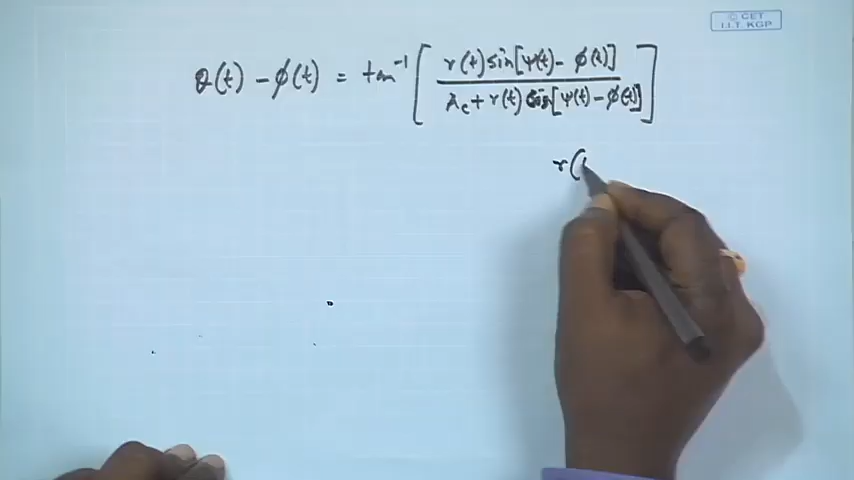 © CET
I.I.T. KGP
θ(t) - φ(t) = tan⁻¹ [ r(t) sin[ψ(t) - φ(t)] / A_c + r(t) cos[ψ(t) - φ(t)] ]
r(